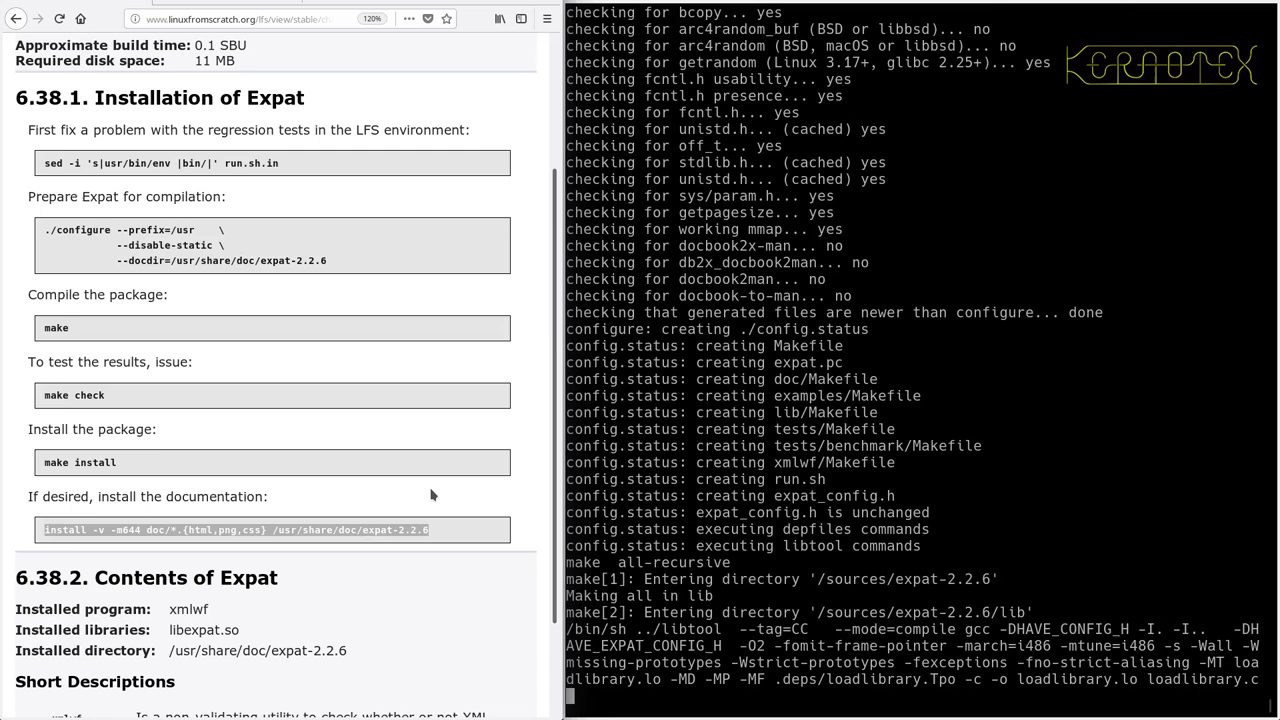 www.linuxfromscratch.org/lfs/view/stable/ch
120%
Approximate build time: 0.1 SBU
Required disk space: 11 MB
6.38.1. Installation of Expat
First fix a problem with the regression tests in the LFS environment:
sed -i 's|usr/bin/env |bin/|' run.sh.in
Prepare Expat for compilation:
./configure --prefix=/usr \
--disable-static \
--docdir=/usr/share/doc/expat-2.2.6
Compile the package:
make
To test the results, issue:
make check
Install the package:
make install
If desired, install the documentation:
install -v -m644 doc/*.{html,png,css} /usr/share/doc/expat-2.2.6
6.38.2. Contents of Expat
Installed program: xmlwf
Installed libraries: libexpat.so
Installed directory: /usr/share/doc/expat-2.2.6
Short Descriptions
Is a non-validating utility to check whether or not XML
checking for bcopy... yes
checking for arc4random_buf (BSD or libbsd)... no
checking for arc4random (BSD, macOS or libbsd)... no
checking for getrandom (Linux 3.17+, glibc 2.25+)... yes
checking fcntl.h usability... yes
checking fcntl.h presence... yes
checking for fcntl.h... yes
checking for unistd.h... (cached) yes
checking for off_t... yes
checking for stdlib.h... (cached) yes
checking for unistd.h... (cached) yes
checking for sys/param.h... yes
checking for getpagesize... yes
checking for working mmap... yes
checking for docbook2x-man... no
checking for db2x_docbook2man... no
checking for docbook2man... no
checking for docbook-to-man... no
checking that generated files are newer than configure... done
configure: creating ./config.status
config.status: creating Makefile
config.status: creating expat.pc
config.status: creating doc/Makefile
config.status: creating examples/Makefile
config.status: creating lib/Makefile
config.status: creating tests/Makefile
config.status: creating tests/benchmark/Makefile
config.status: creating xmlwf/Makefile
config.status: creating run.sh
config.status: creating expat_config.h
config.status: expat_config.h is unchanged
config.status: executing depfiles commands
config.status: executing libtool commands
make  all-recursive
make[1]: Entering directory '/sources/expat-2.2.6'
Making all in lib
make[2]: Entering directory '/sources/expat-2.2.6/lib'
/bin/sh ../libtool  --tag=CC   --mode=compile gcc -DHAVE_CONFIG_H -I. -I..   -DH
AVE_EXPAT_CONFIG_H  -O2 -fomit-frame-pointer -march=i486 -mtune=i486 -s -Wall -W
missing-prototypes -Wstrict-prototypes -fexceptions -fno-strict-aliasing -MT loa
dlibrary.lo -MD -MP -MF .deps/loadlibrary.Tpo -c -o loadlibrary.lo loadlibrary.c
KERAOTEX